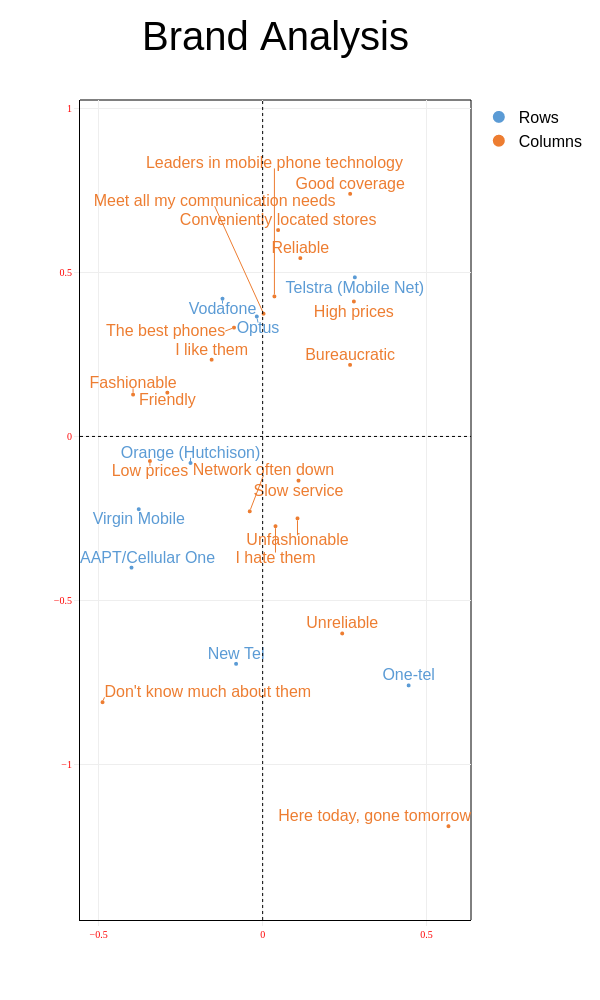 Brand Analysis
Rows
Columns
1
Leaders in mobile phone technology
Good coverage
Meet all my communication needs
Conveniently located stores
Reliable
0.5
Telstra (Mobile Net)
Vodafone
High prices
Optus
The best phones
I like them
Bureaucratic
Fashionable
Friendly
0
Orange (Hutchison)
Low prices
Network often down
Slow service
Virgin Mobile
Unfashionable
I hate them
AAPT/Cellular One
−0.5
Unreliable
New Tel
One-tel
Don't know much about them
−1
Here today, gone tomorrow
−0.5
0
0.5